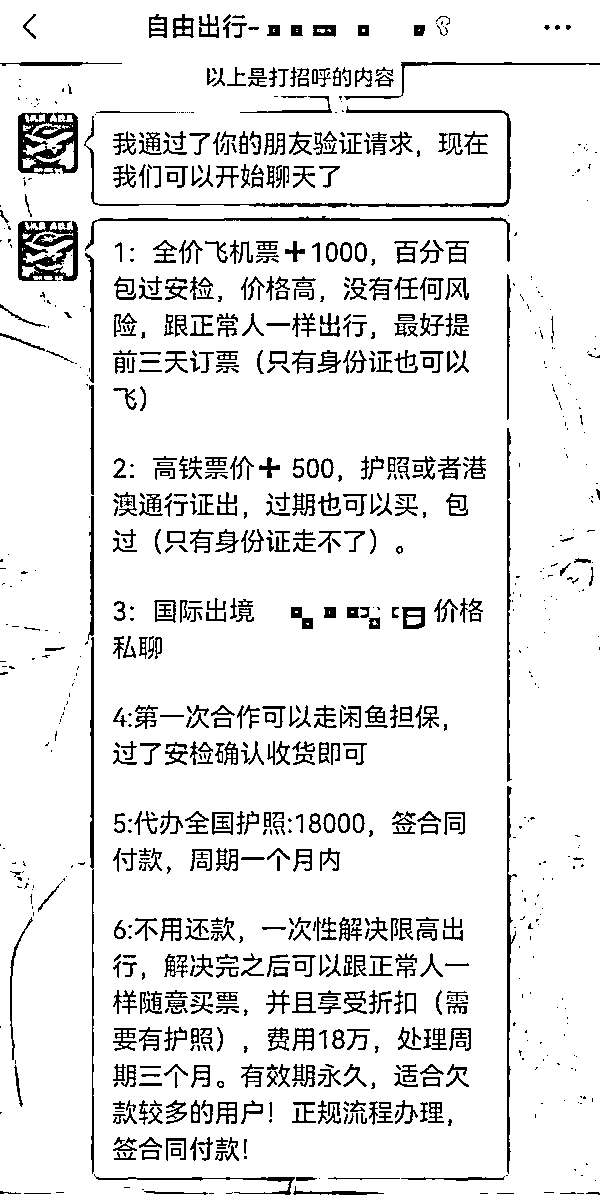 自由出行-
以上是打招呼的内容
我通过了你的朋友验证请求，现在
我们可以开始聊天了
1：全价飞机票➕1000，百分百
包过安检，价格高，没有任何风
险，跟正常人一样出行，最好提
前三天订票（只有身份证也可以
飞）
2：高铁票价➕ 500，护照或者港
澳通行证出，过期也可以买，包
过（只有身份证走不了）。
3：国际出境 价格
私聊
4:第一次合作可以走闲鱼担保，
过了安检确认收货即可
5:代办全国护照:18000，签合同
付款，周期一个月内
6:不用还款，一次性解决限高出
行，解决完之后可以跟正常人一
样随意买票，并且享受折扣（需
要有护照），费用18万，处理周
期三个月。有效期永久，适合欠
款较多的用户！正规流程办理，
签合同付款！